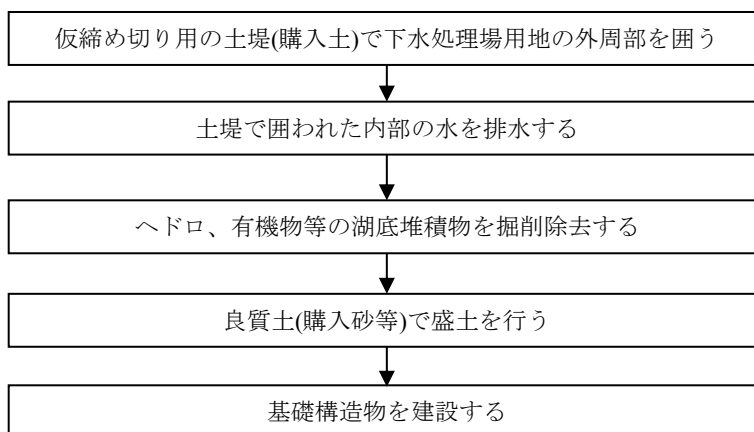 仮締め切り用の土堤(購入土)で下水処理場用地の外周部を囲う
土堤で囲われた内部の水を排水する
ヘドロ、有機物等の湖底堆積物を掘削除去する
良質土(購入砂等)で盛土を行う
基礎構造物を建設する